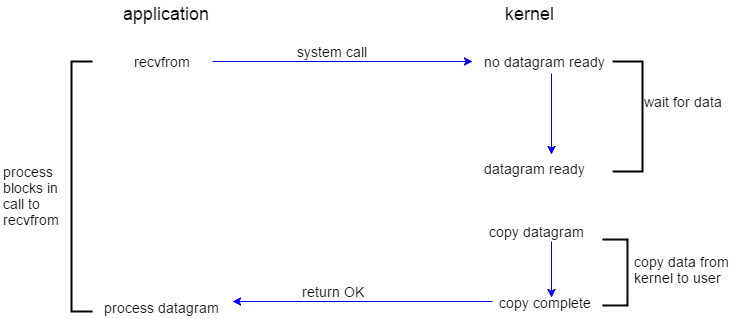 application
kernel
system call
recvfrom
no datagram ready
wait for data
process
blocks in
call to
recvfrom
datagram ready
copy datagram
copy data from
kernel to user
return OK
process datagram
copy complete